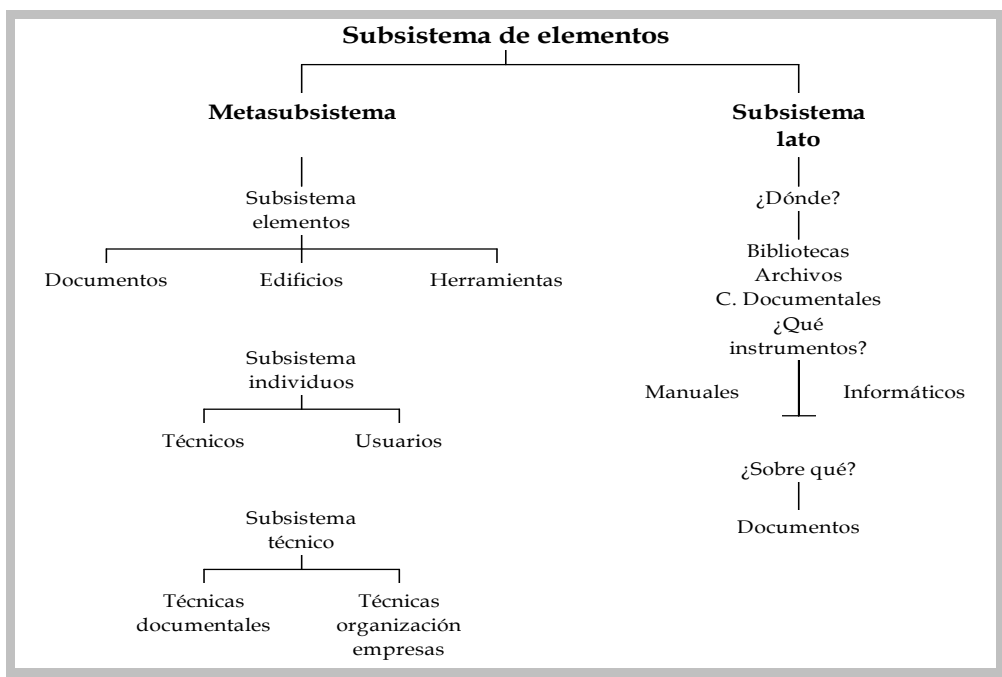 Subsistema de elementos
Metasubsistema
Subsistema
elementos
Documentos
Edificios
Herramientas
Subsistema
individuos
Técnicos
Usuarios
Subsistema
técnico
Técnicas
documentales
Técnicas
organización
empresas
Subsistema
lato
¿Dónde?
Bibliotecas
Archivos
C. Documentales
¿Qué
instrumentos?
Manuales
Informáticos
¿Sobre qué?
Documentos